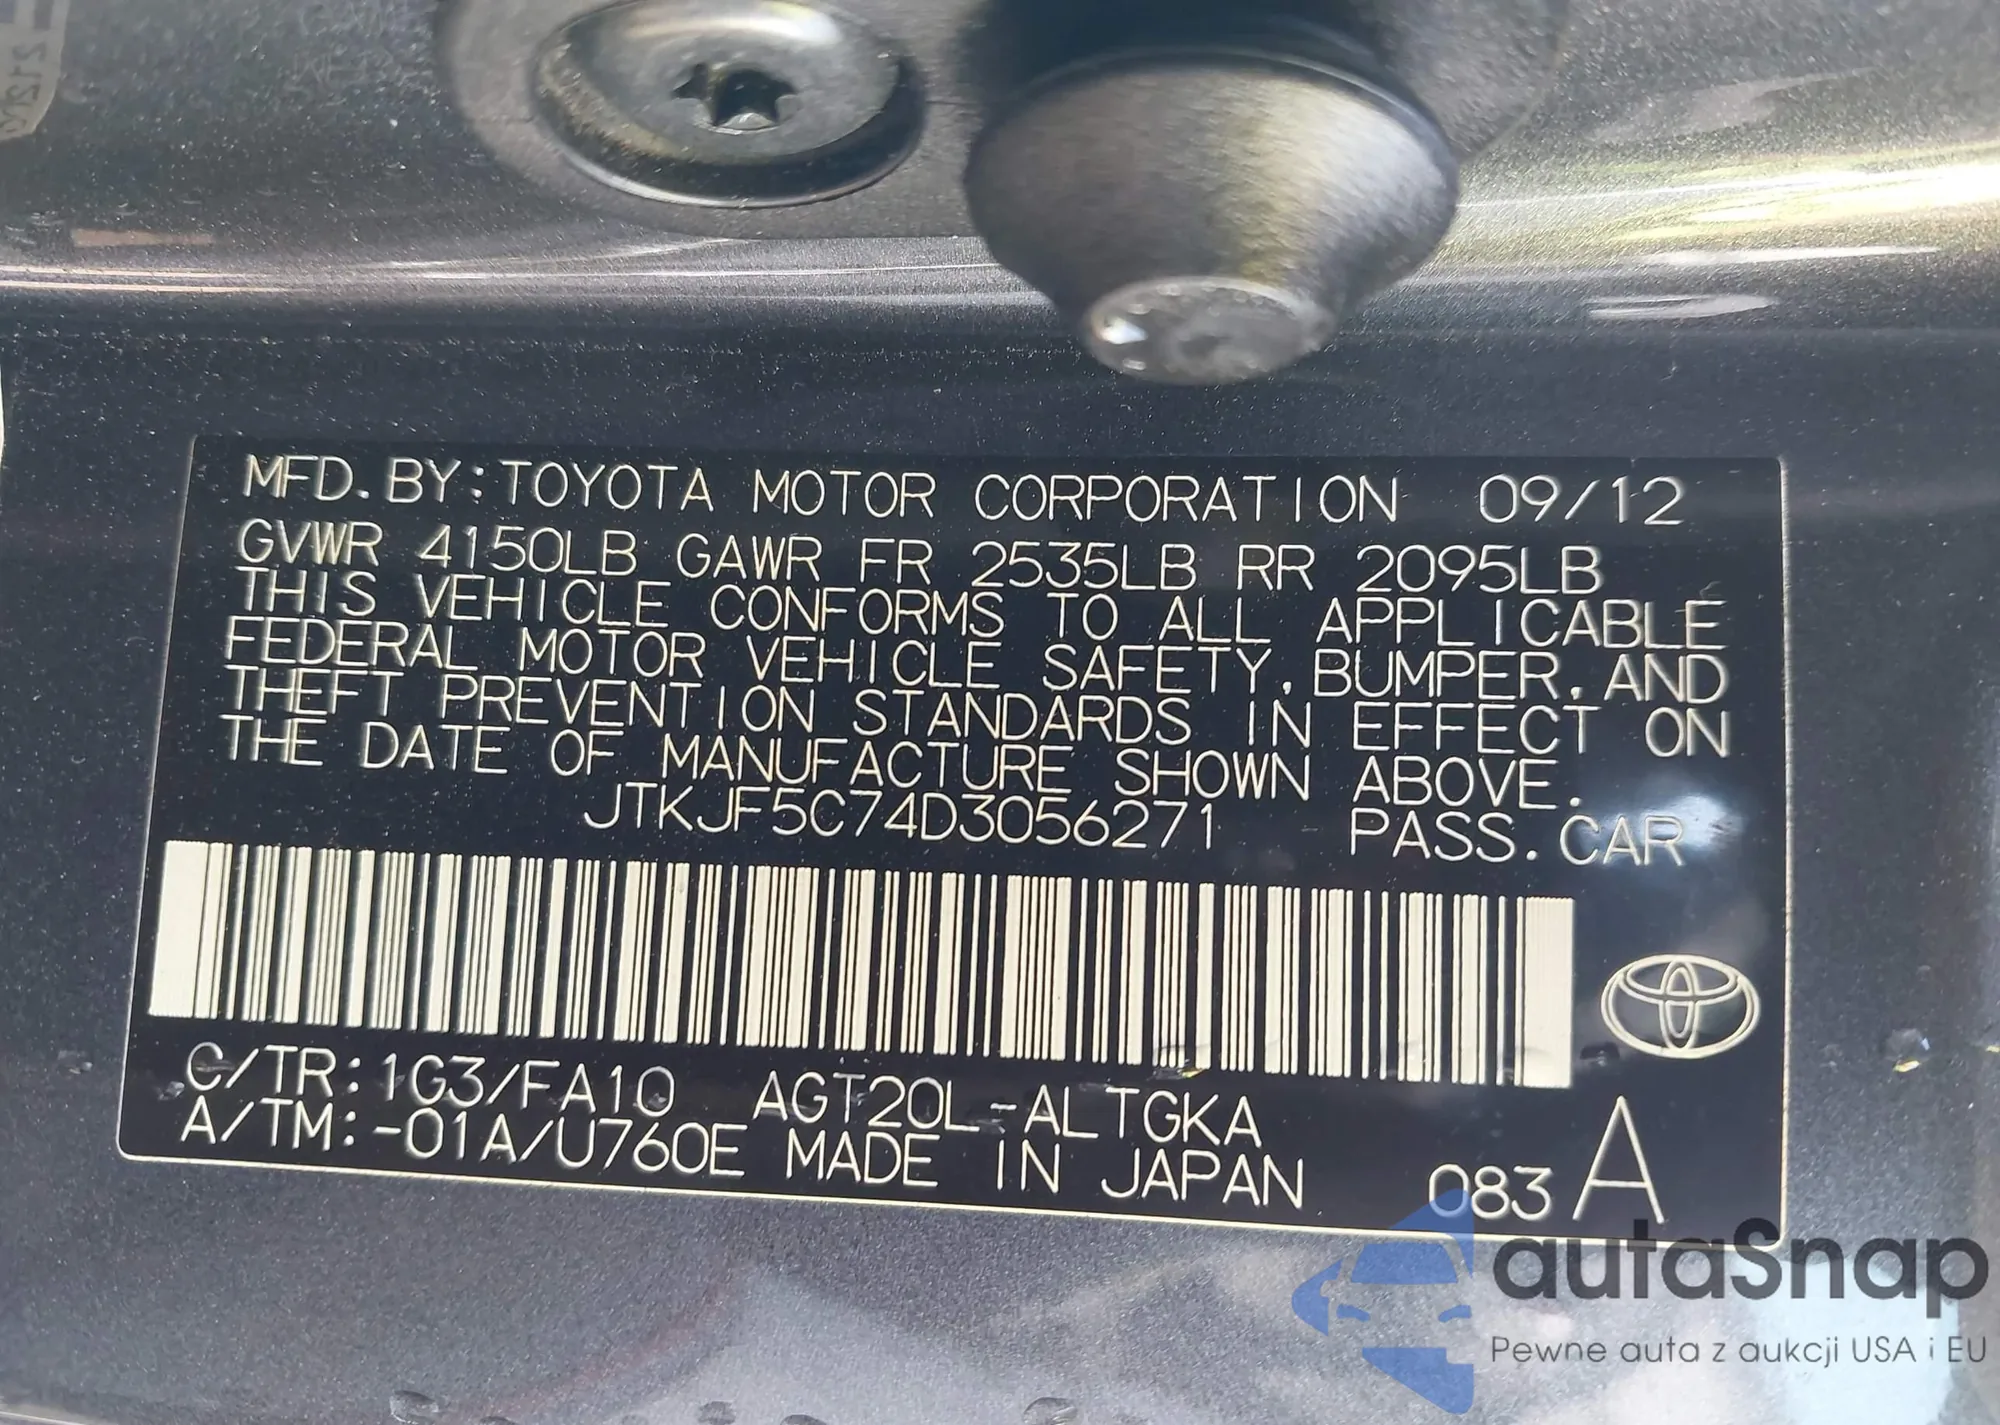 MFD. BY: TOYOTA MOTOR CORPORATION 09/12
GVWR 4150LB GAWR FR 2535LB RR 2095LB
THIS VEHICLE CONFORMS TO ALL APPLICABLE
FEDERAL MOTOR VEHICLE SAFETY, BUMPER, AND
THEFT PREVENTION STANDARDS IN EFFECT ON
THE DATE OF MANUFACTURE SHOWN ABOVE.
JTKJF5C74D3056271 PASS. CAR
C/TR: 1G3/FA10 AGT20L-ALTGKA
A/TM: -01A/U760E MADE IN JAPAN 083 A
autaSnap
Pewne auta z aukcji USA i EU